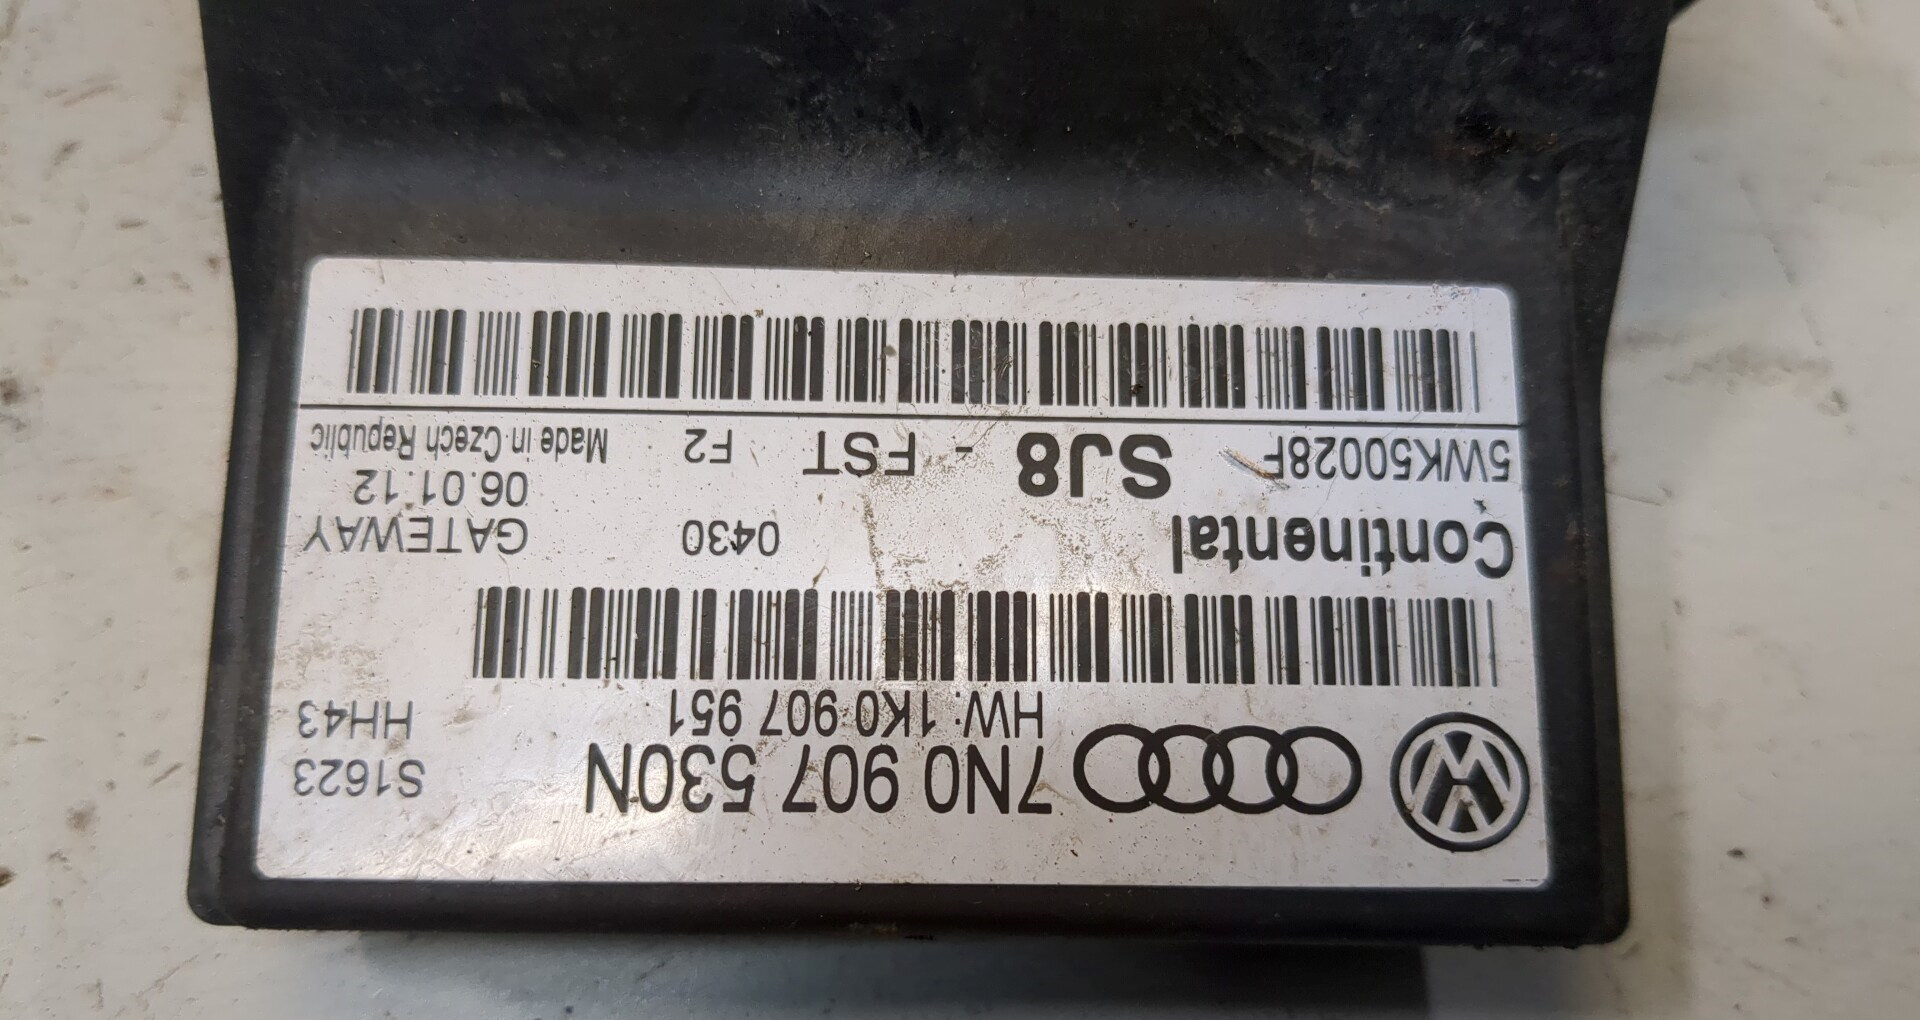 7N0 907 530N S1623
HW: 1K0 907 951 HH43
Continental 0430 GATEWAY
06.01.12
5WK50028F SJ8 - FST F2 Made in Czech Republic